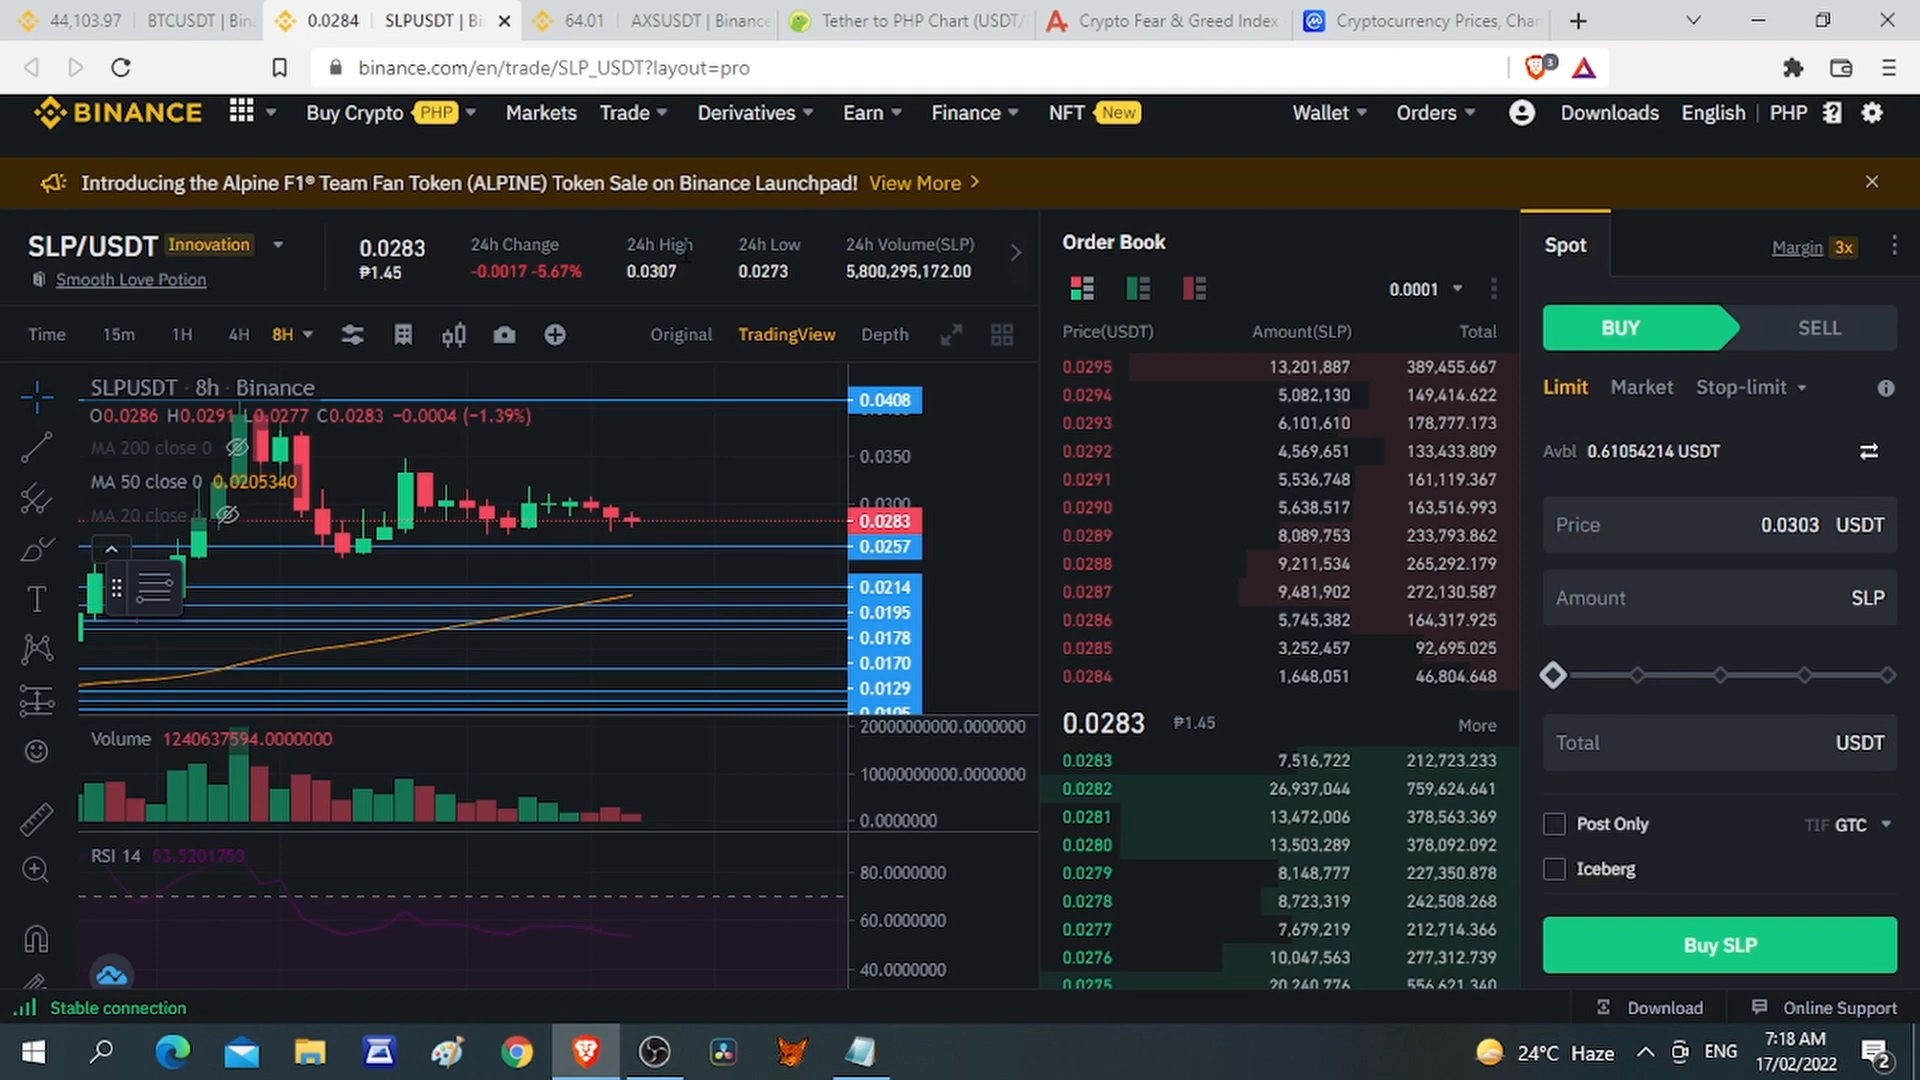 44,103.97 BTCUSDT | Bin
0.0284 SLPUSDT | Bi
64.01 AXSUSDT | Binance
Tether to PHP Chart (USDT/
Crypto Fear & Greed Index
Cryptocurrency Prices, Char
binance.com/en/trade/SLP_USDT?layout=pro
3
BINANCE
Buy Crypto PHP Markets Trade Derivatives Earn Finance NFT New
Wallet Orders Downloads English PHP
Introducing the Alpine F1® Team Fan Token (ALPINE) Token Sale on Binance Launchpad! View More
SLP/USDT Innovation
Smooth Love Potion
0.0283
₱1.45
24h Change
-0.0017 -5.67%
24h High
0.0307
24h Low
0.0273
24h Volume(SLP)
5,800,295,172.00
Time 15m 1H 4H 8H
Original TradingView Depth
SLPUSDT · 8h · Binance
O0.0286 H0.0291 L0.0277 C0.0283 −0.0004 (−1.39%)
MA 200 close 0
MA 50 close 0 0.0205340
MA 20 close 0
0.0408
0.0350
0.0300
0.0283
0.0257
0.0214
0.0195
0.0178
0.0170
0.0129
0.0105
Volume 1240637594.0000000
20000000000.0000000
10000000000.0000000
0.0000000
RSI 14 53.5201753
80.0000000
60.0000000
40.0000000
Order Book
0.0001
Price(USDT) Amount(SLP) Total
0.0295 13,201,887 389,455.667
0.0294 5,082,130 149,414.622
0.0293 6,101,610 178,777.173
0.0292 4,569,651 133,433.809
0.0291 5,536,748 161,119.367
0.0290 5,638,517 163,516.993
0.0289 8,089,753 233,793.862
0.0288 9,211,534 265,292.179
0.0287 9,481,902 272,130.587
0.0286 5,745,382 164,317.925
0.0285 3,252,457 92,695.025
0.0284 1,648,051 46,804.648
0.0283 ₱1.45 More
0.0283 7,516,722 212,723.233
0.0282 26,937,044 759,624.641
0.0281 13,472,006 378,563.369
0.0280 13,503,289 378,092.092
0.0279 8,148,777 227,350.878
0.0278 8,723,319 242,508.268
0.0277 7,679,219 212,714.366
0.0276 10,047,563 277,312.739
0.0275 20,240,776 556,621.340
Spot
Margin 3x
BUY SELL
Limit Market Stop-limit
Avbl 0.61054214 USDT
Price 0.0303 USDT
Amount SLP
Total USDT
Post Only TIF GTC
Iceberg
Buy SLP
Stable connection
Download Online Support
24°C Haze
ENG
7:18 AM
17/02/2022
2